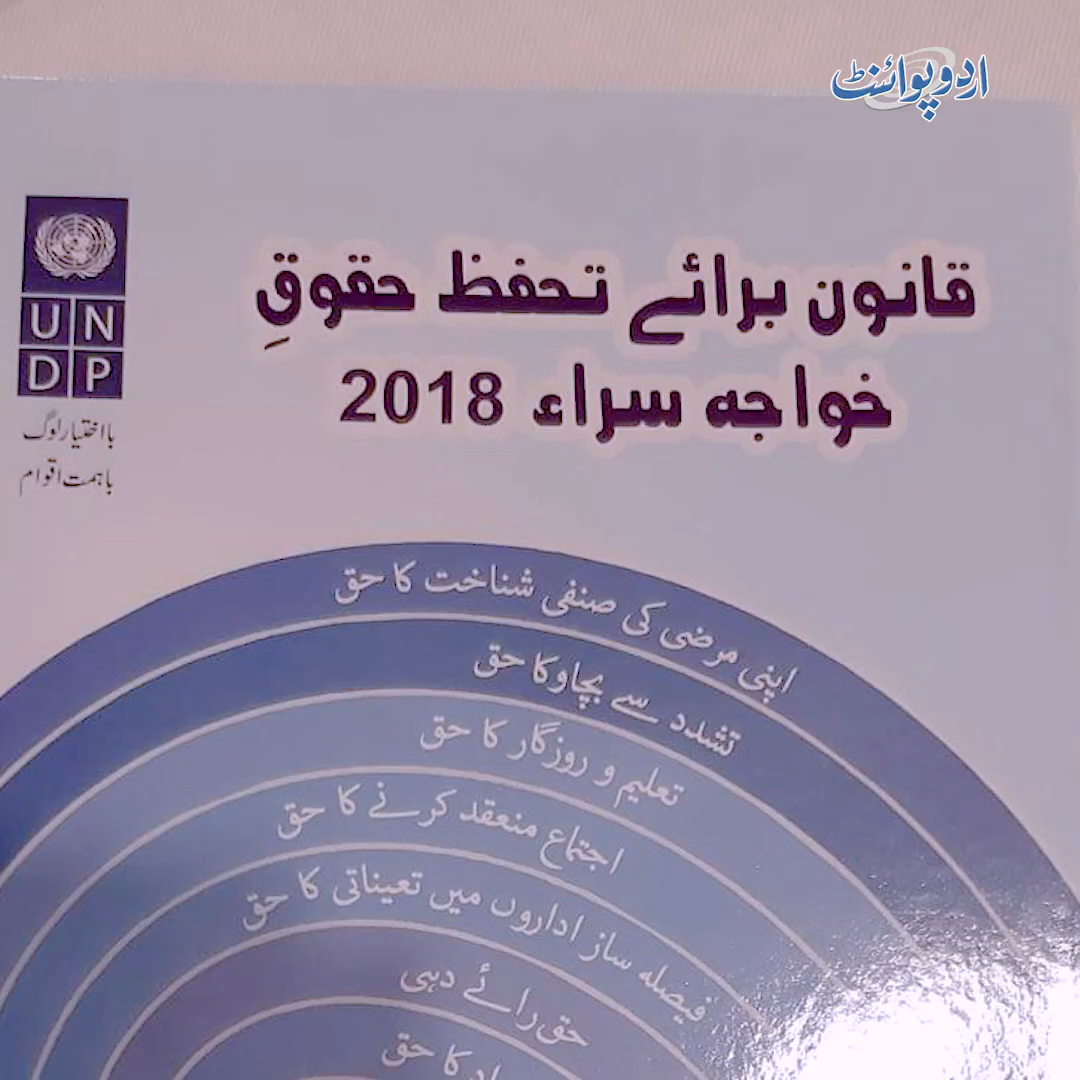 اردوپوائنٹ
قانون برائے تحفظ حقوقِ
خواجہ سراء 2018
UN
DP
بااختیار لوگ
باہمت اقوام
اپنی مرضی کی صنفی شناخت کا حق
تشدد سے بچاو کا حق
تعلیم و روزگار کا حق
اجتماع منعقد کرنے کا حق
فیصلہ ساز اداروں میں تعیناتی کا حق
حق رائے دہی
کا حق